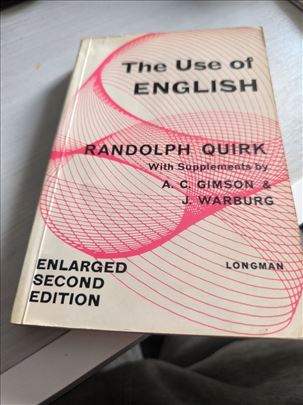 The Use of
ENGLISH
RANDOLPH QUIRK
With Supplements by
A. C. GIMSON &
J. WARBURG
ENLARGED
SECOND
EDITION
LONGMAN